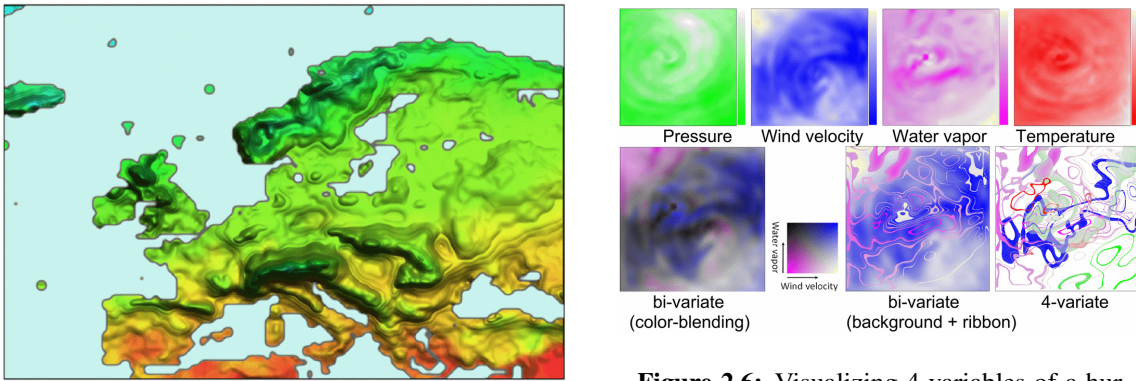 Pressure
Wind velocity
Water vapor
Temperature
Water vapor
Wind velocity
bi-variate
(color-blending)
bi-variate
(background + ribbon)
4-variate
Figure 2.6: Visualizing 4 variables of a hur-